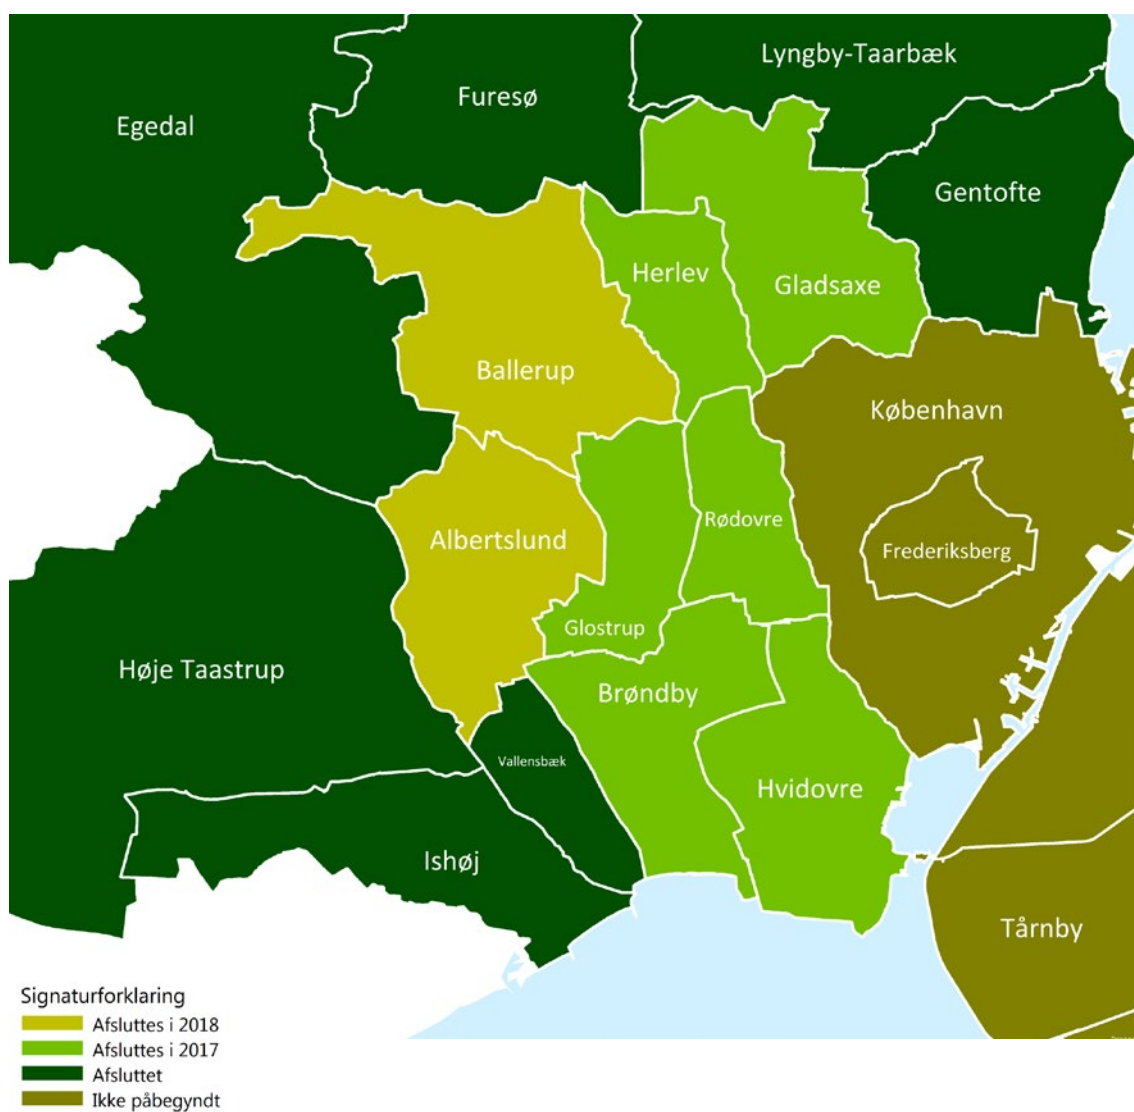 Lyngby-Taarbæk
Furesø
Egedal
Gentofte
Herlev
Gladsaxe
Ballerup
København
Rødovre
Albertslund
Frederiksberg
Glostrup
Høje Taastrup
Brøndby
Vallensbæk
Hvidovre
Ishøj
Tårnby
Signaturforklaring
Afsluttes i 2018
Afsluttes i 2017
Afsluttet
Ikke påbegyndt